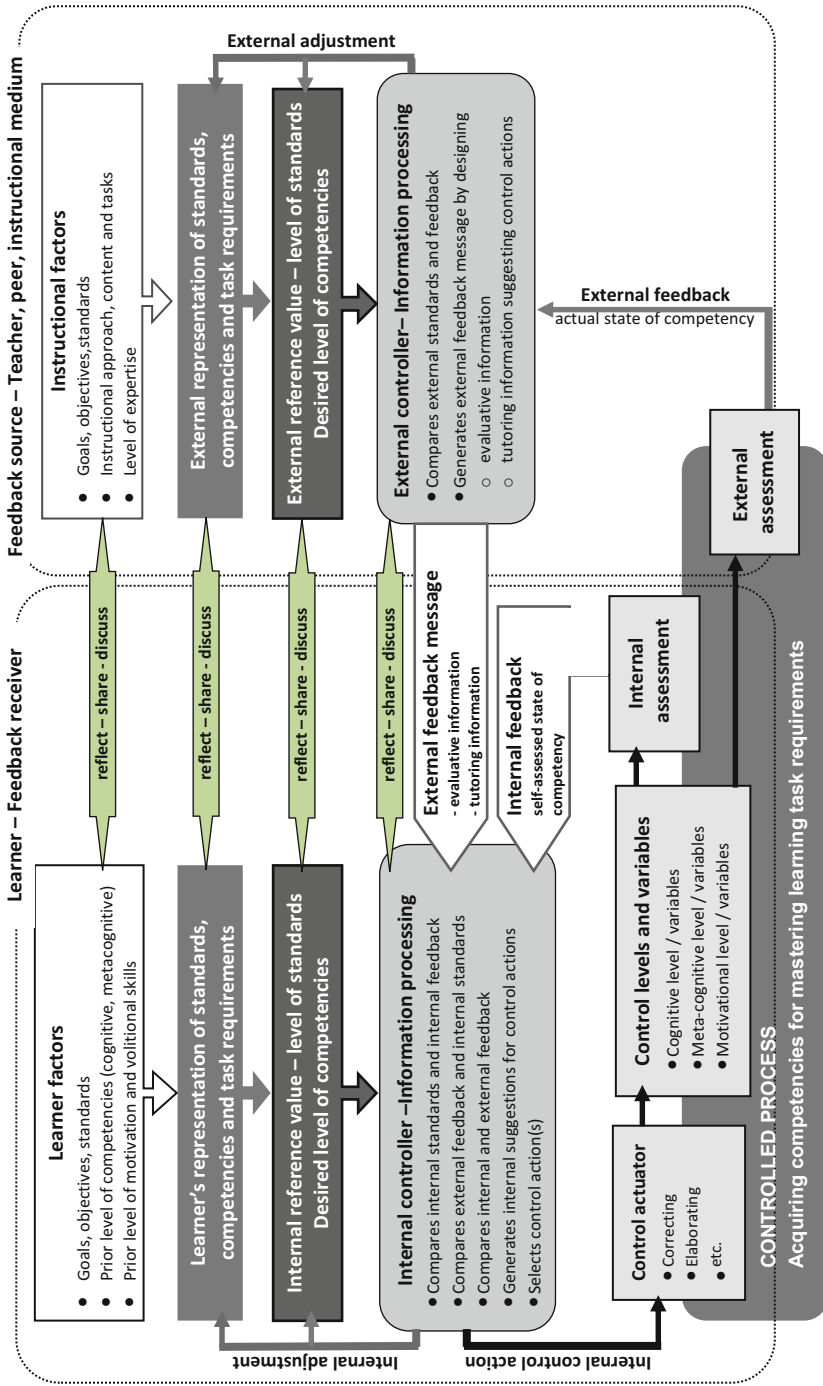 Learner – Feedback receiver
Learner factors
● Goals, objectives, standards
● Prior level of competencies (cognitive, metacognitive)
● Prior level of motivation and volitional skills
Learner's representation of standards,
competencies and task requirements
Internal reference value – level of standards
Desired level of competencies
Internal controller –Information processing
● Compares internal standards and internal feedback
● Compares external feedback and internal standards
● Compares internal and external feedback
● Generates internal suggestions for control actions
● Selects control action(s)
Internal adjustment
Internal control action
reflect – share - discuss
reflect – share - discuss
reflect – share - discuss
reflect – share - discuss
External feedback message
- evaluative information
- tutoring information
Internal feedback
self-assessed state of
competency
Feedback source – Teacher, peer, instructional medium
Instructional factors
● Goals, objectives,standards
● Instructional approach, content and tasks
● Level of expertise
External representation of standards,
competencies and task requirements
External reference value – level of standards
Desired level of competencies
External controller– Information processing
● Compares external standards and feedback
● Generates external feedback message by designing
○ evaluative information
○ tutoring information suggesting control actions
External adjustment
External feedback
actual state of competency
Control actuator
● Correcting
● Elaborating
● etc.
Control levels and variables
● Cognitive level / variables
● Meta-cognitive level / variables
● Motivational level / variables
Internal
assessment
External
assessment
CONTROLLED PROCESS
Acquiring competencies for mastering learning task requirements